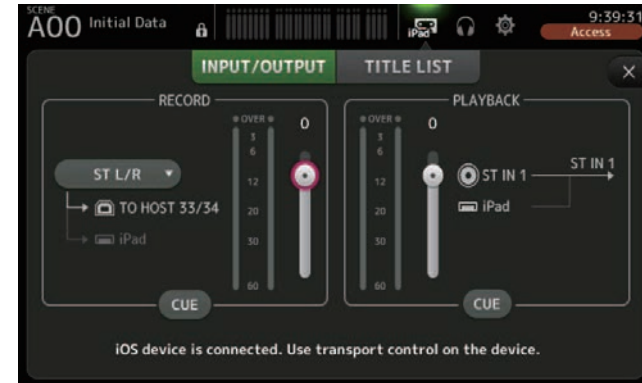 SCENE
A00 Initial Data
iPad
9:39:31
Access
INPUT/OUTPUT
TITLE LIST
RECORD
OVER
0
3
6
12
20
30
60
ST L/R
TO HOST 33/34
iPad
CUE
PLAYBACK
OVER
0
3
6
12
20
30
60
ST IN 1
ST IN 1
iPad
CUE
iOS device is connected. Use transport control on the device.